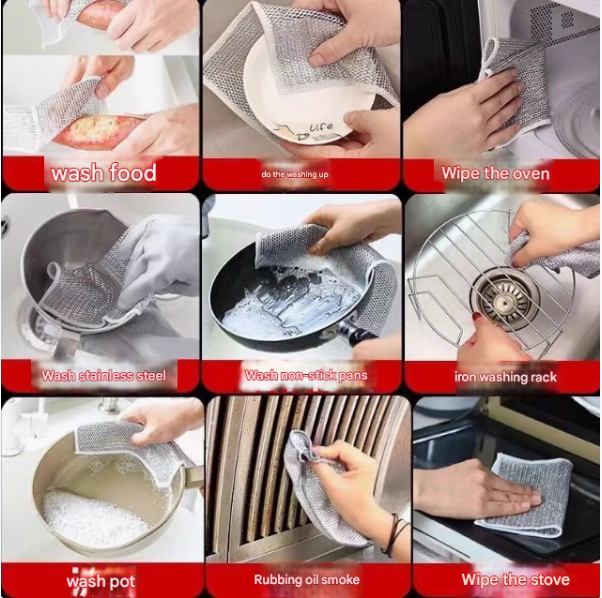 wash food
Life
do the washing up
Wipe the oven
Wash stainless steel
Wash non-stick pans
iron washing rack
wash pot
Rubbing oil smoke
Wipe the stove